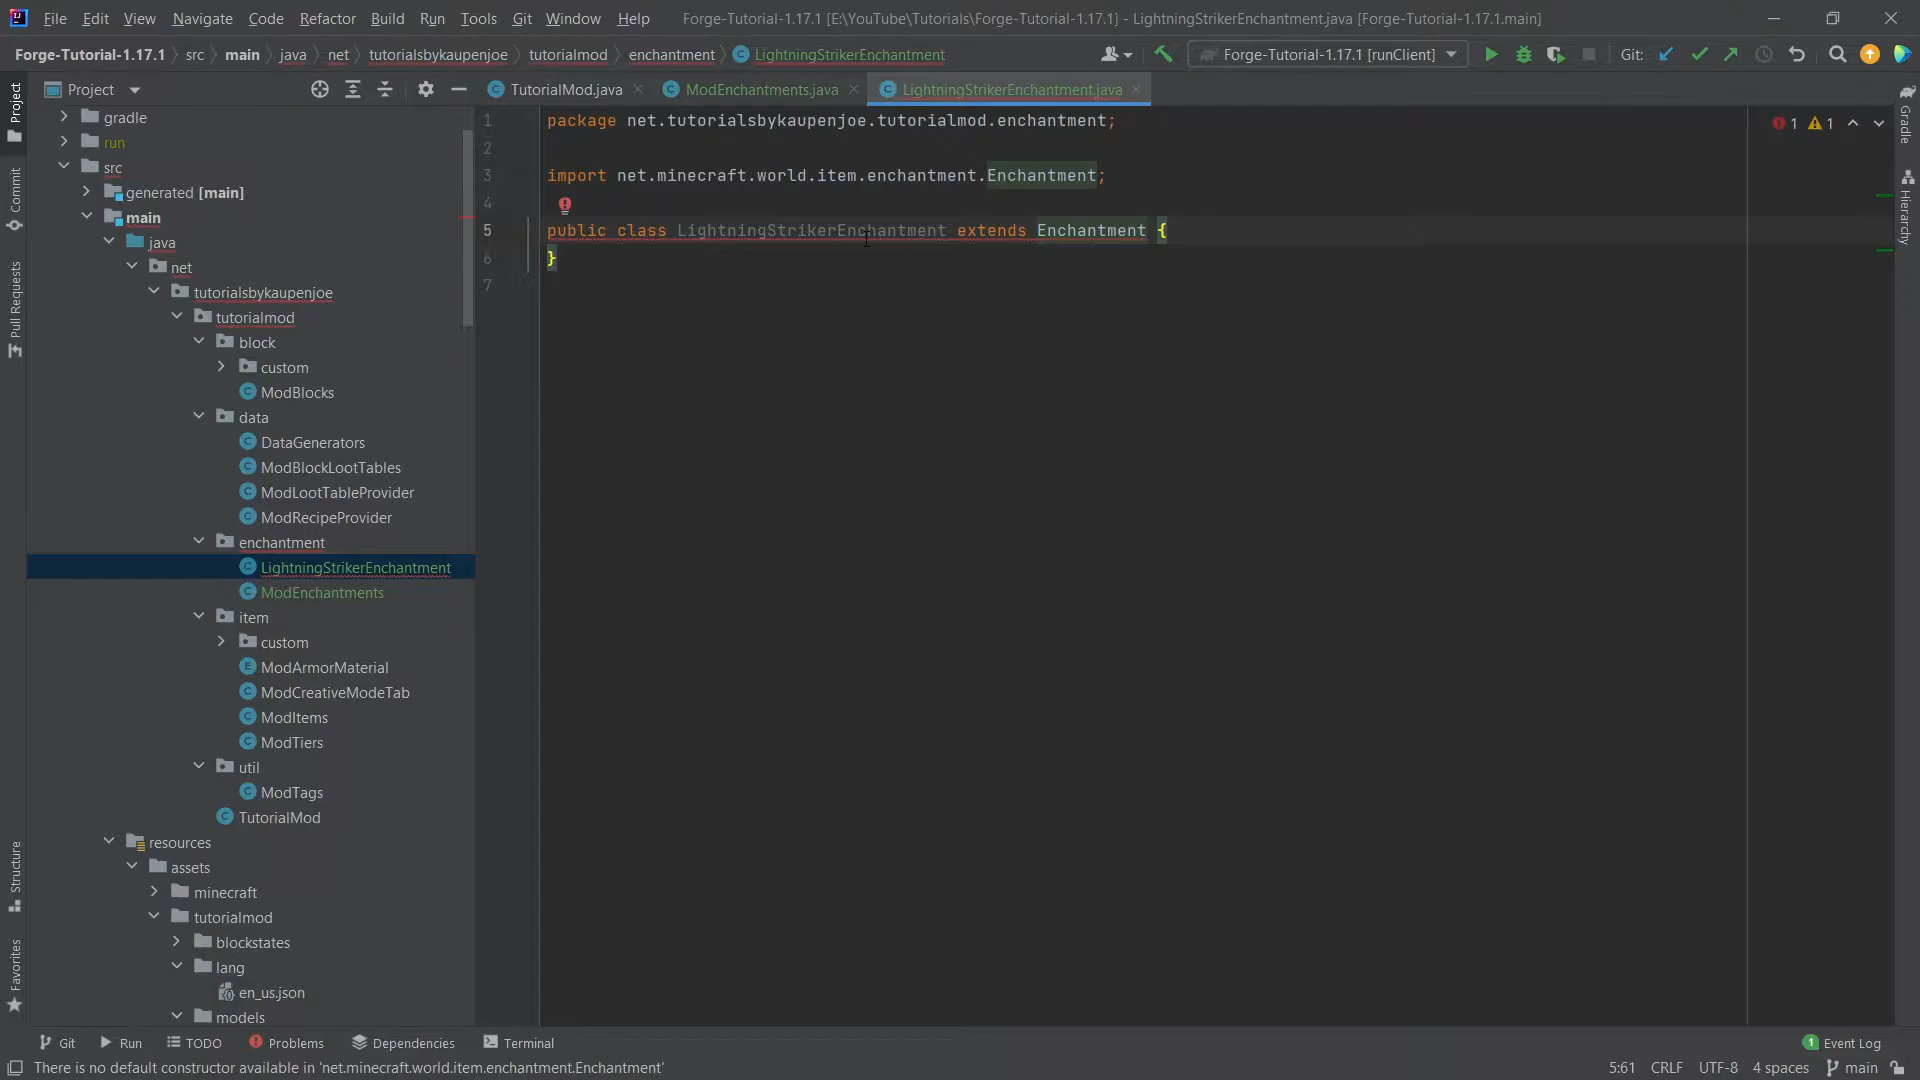 File Edit View Navigate Code Refactor Build Run Tools Git Window Help Forge-Tutorial-1.17.1 [E:\YouTube\Tutorials\Forge-Tutorial-1.17.1] - LightningStrikerEnchantment.java [Forge-Tutorial-1.17.1.main]
Forge-Tutorial-1.17.1 src main java net tutorialsbykaupenjoe tutorialmod enchantment LightningStrikerEnchantment Forge-Tutorial-1.17.1 [runClient] Git:
Project TutorialMod.java ModEnchantments.java LightningStrikerEnchantment.java
Project
Commit
Pull Requests
Structure
Favorites
gradle
run
src
generated [main]
main
java
net
tutorialsbykaupenjoe
tutorialmod
block
custom
ModBlocks
data
DataGenerators
ModBlockLootTables
ModLootTableProvider
ModRecipeProvider
enchantment
LightningStrikerEnchantment
ModEnchantments
item
custom
ModArmorMaterial
ModCreativeModeTab
ModItems
ModTiers
util
ModTags
TutorialMod
resources
assets
minecraft
tutorialmod
blockstates
lang
en_us.json
models
1 package net.tutorialsbykaupenjoe.tutorialmod.enchantment;
2
3 import net.minecraft.world.item.enchantment.Enchantment;
4
5 public class LightningStrikerEnchantment extends Enchantment {
6 }
7
1 1
Gradle
Hierarchy
Git Run TODO Problems Dependencies Terminal 1 Event Log
There is no default constructor available in 'net.minecraft.world.item.enchantment.Enchantment' 5:61 CRLF UTF-8 4 spaces main